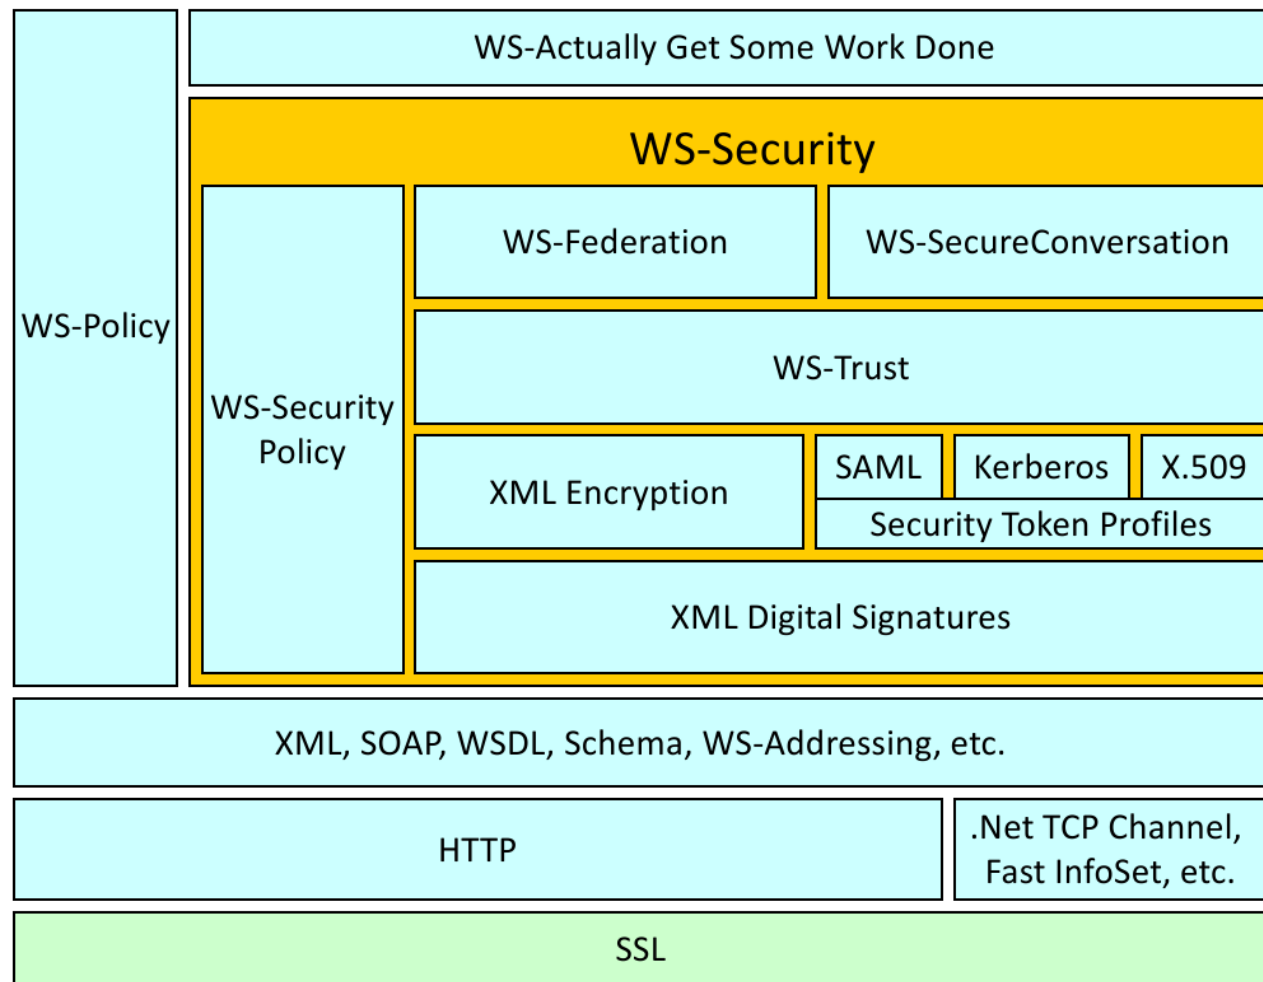 WS-Actually Get Some Work Done
WS-Security
WS-Policy
WS-Security
Policy
WS-Federation
WS-SecureConversation
WS-Trust
XML Encryption
SAML
Kerberos
X.509
Security Token Profiles
XML Digital Signatures
XML, SOAP, WSDL, Schema, WS-Addressing, etc.
HTTP
.Net TCP Channel,
Fast InfoSet, etc.
SSL